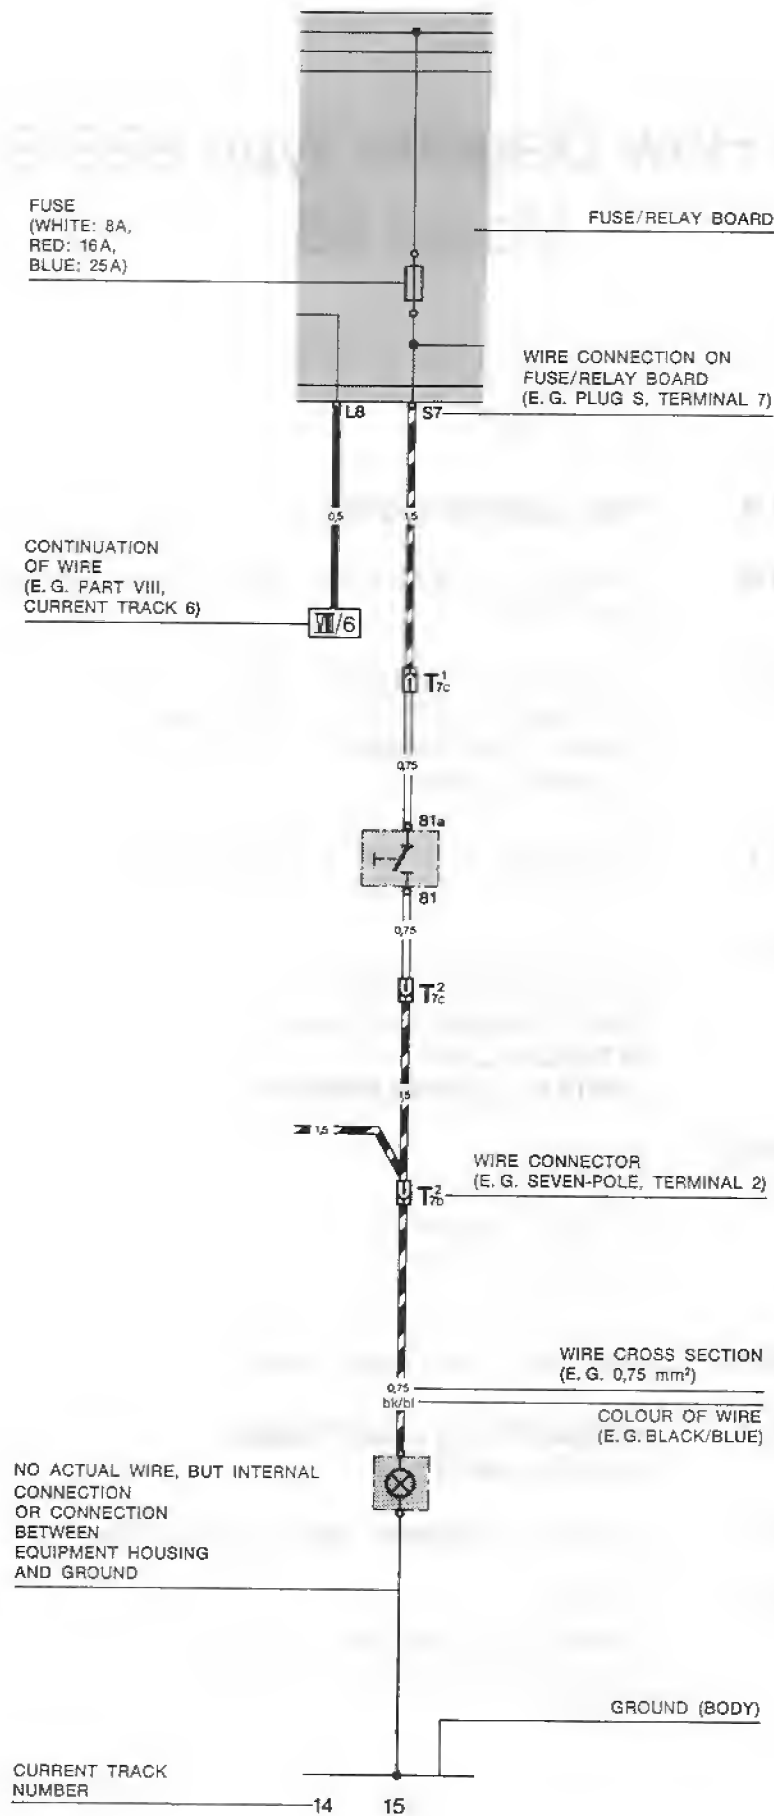 FUSE
(WHITE: 8A,
RED: 16A,
BLUE: 25A)
FUSE/RELAY BOARD
WIRE CONNECTION ON
FUSE/RELAY BOARD
(E. G. PLUG S, TERMINAL 7)
L8
S7
0,5
1,5
CONTINUATION
OF WIRE
(E. G. PART VIII,
CURRENT TRACK 6)
VIII/6
T7c1
0,75
81a
81
0,75
T7c2
1,5
1,5
WIRE CONNECTOR
(E. G. SEVEN-POLE, TERMINAL 2)
T7b2
WIRE CROSS SECTION
(E. G. 0,75 mm²)
0,75
bk/bl
COLOUR OF WIRE
(E. G. BLACK/BLUE)
NO ACTUAL WIRE, BUT INTERNAL
CONNECTION
OR CONNECTION
BETWEEN
EQUIPMENT HOUSING
AND GROUND
GROUND (BODY)
CURRENT TRACK
NUMBER
14
15